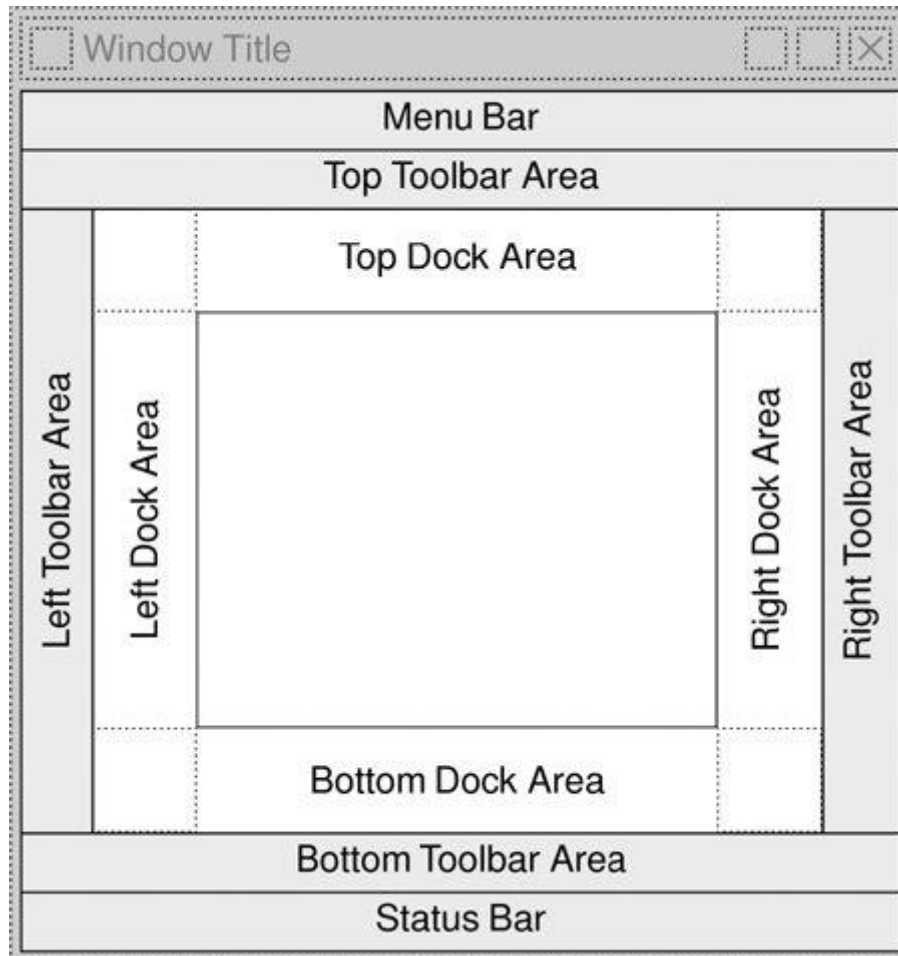 Window Title
Menu Bar
Top Toolbar Area
Top Dock Area
Left Toolbar Area
Left Dock Area
Right Dock Area
Right Toolbar Area
Bottom Dock Area
Bottom Toolbar Area
Status Bar